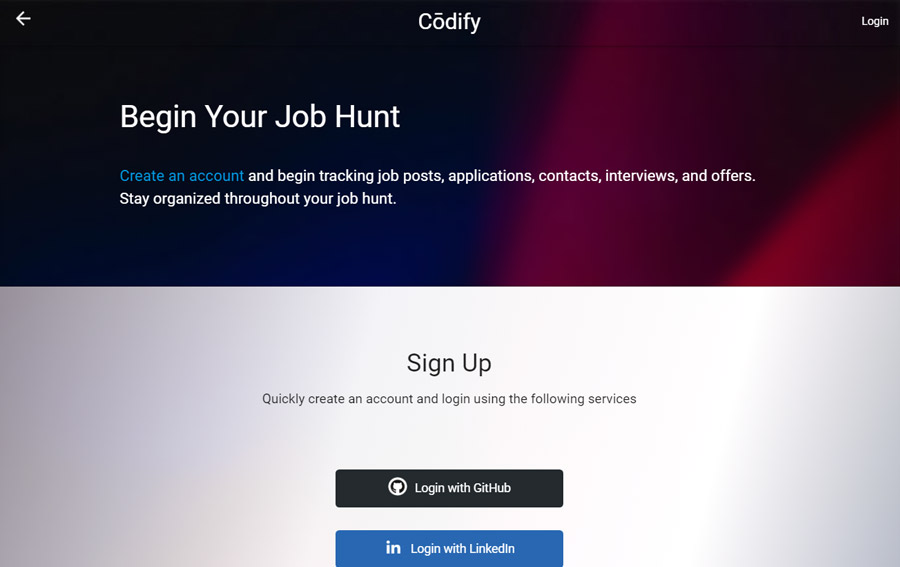 Cōdify
Login
Begin Your Job Hunt
Create an account and begin tracking job posts, applications, contacts, interviews, and offers.
Stay organized throughout your job hunt.
Sign Up
Quickly create an account and login using the following services
Login with GitHub
in Login with LinkedIn